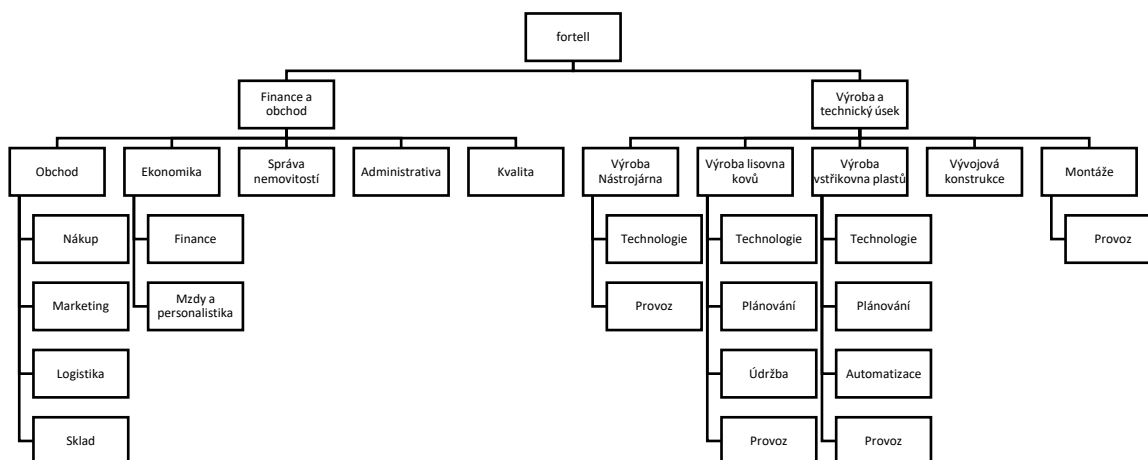 fortell
Finance a
obchod
Výroba a
technický úsek
Obchod
Ekonomika
Správa
nemovitostí
Administrativa
Kvalita
Výroba
Nástrojárna
Výroba lisovna
kovů
Výroba
vstřikovna plastů
Vývojová
konstrukce
Montáže
Nákup
Finance
Technologie
Technologie
Technologie
Provoz
Marketing
Mzdy a
personalistika
Provoz
Plánování
Plánování
Logistika
Údržba
Automatizace
Sklad
Provoz
Provoz